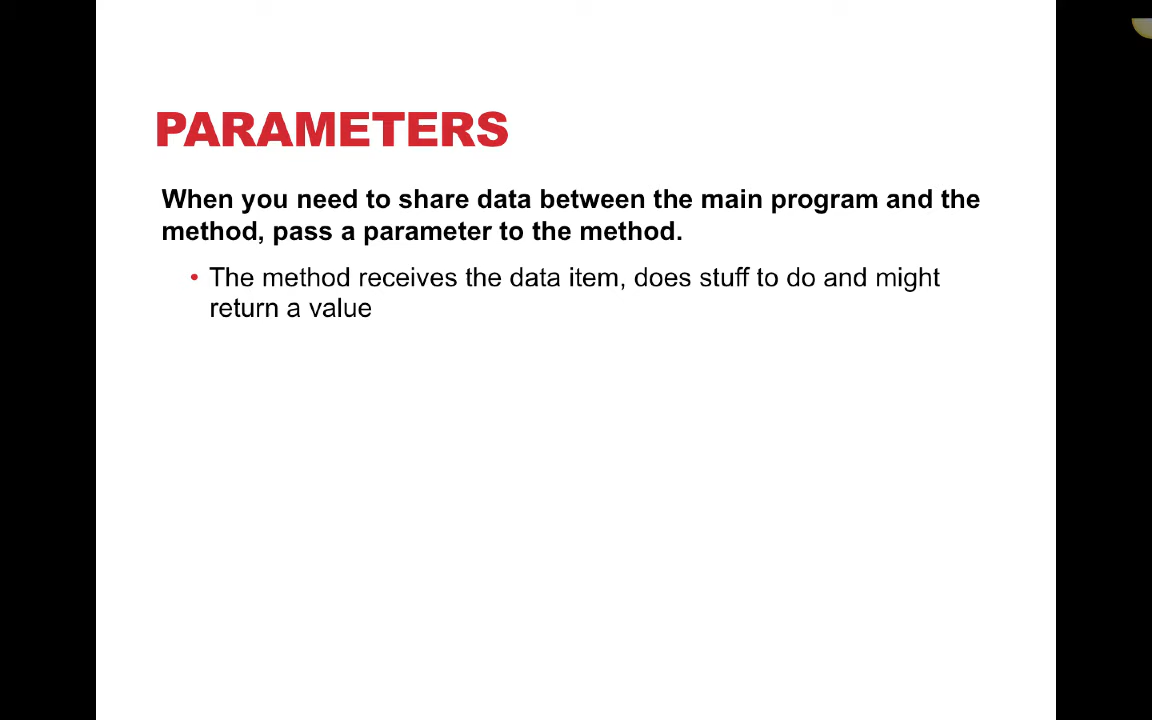 PARAMETERS
When you need to share data between the main program and the
method, pass a parameter to the method.
• The method receives the data item, does stuff to do and might
return a value